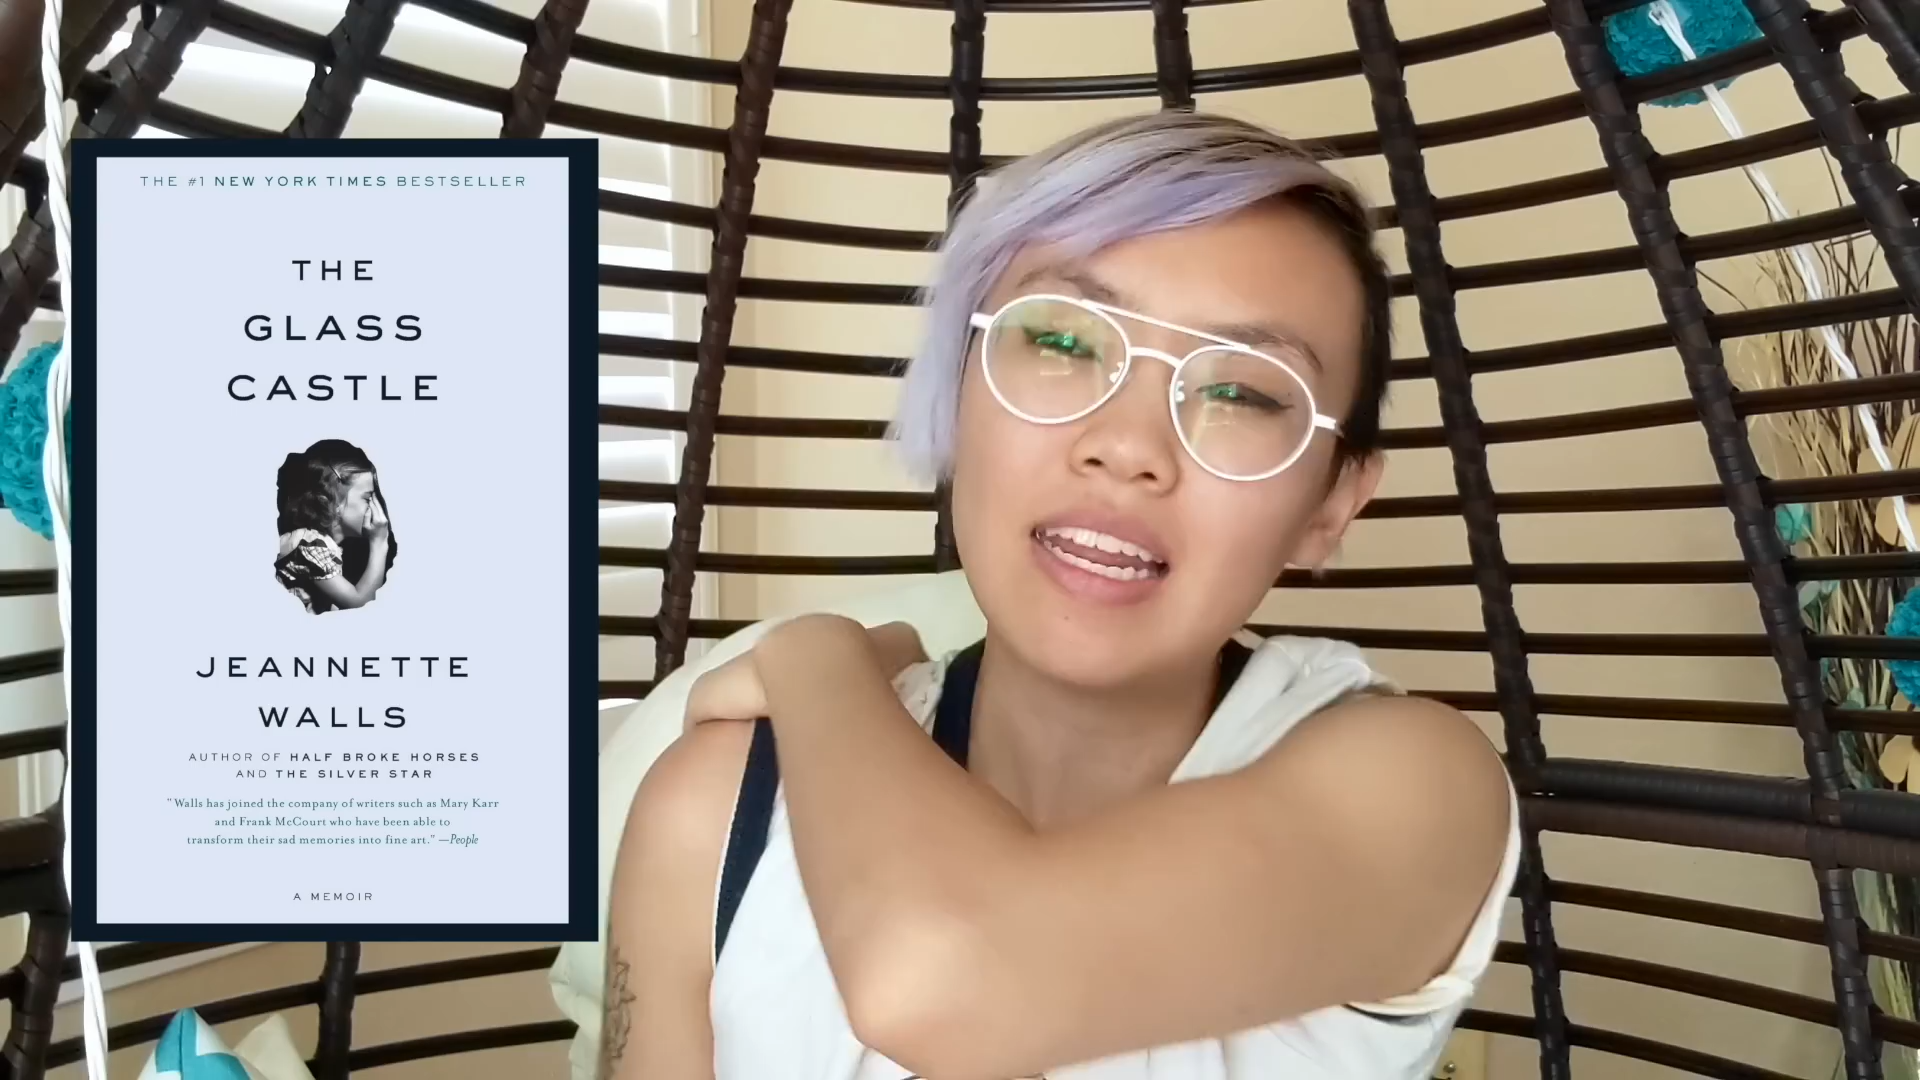 THE #1 NEW YORK TIMES BESTSELLER
THE
GLASS
CASTLE
JEANNETTE
WALLS
AUTHOR OF HALF BROKE HORSES
AND THE SILVER STAR
"Walls has joined the company of writers such as Mary Karr
and Frank McCourt who have been able to
transform their sad memories into fine art." —People
A MEMOIR